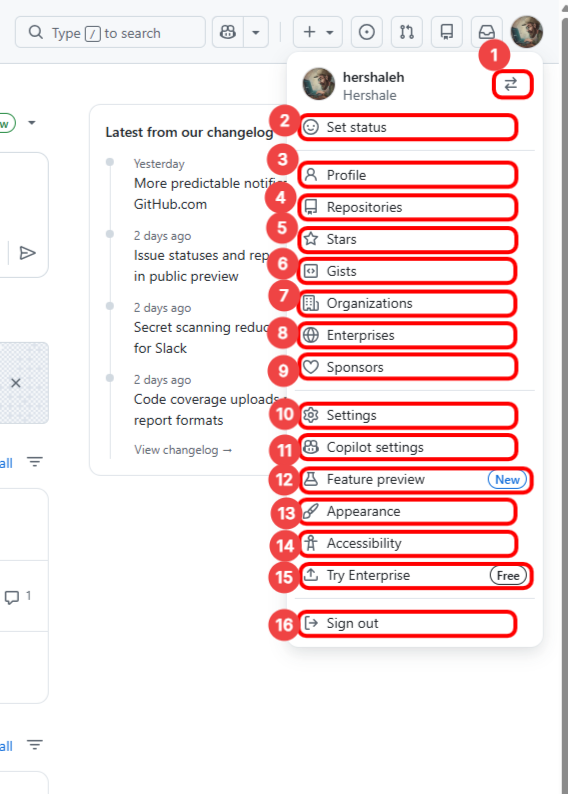 Type / to search
1
hershaleh
Hershale
w
Latest from our changelog
Yesterday
More predictable notifi
GitHub.com
2 days ago
Issue statuses and rep
in public preview
2 days ago
Secret scanning reduc
for Slack
2 days ago
Code coverage uploads
report formats
View changelog →
all
1
all
2 Set status
3 Profile
4 Repositories
5 Stars
6 Gists
7 Organizations
8 Enterprises
9 Sponsors
10 Settings
11 Copilot settings
12 Feature preview New
13 Appearance
14 Accessibility
15 Try Enterprise Free
16 Sign out